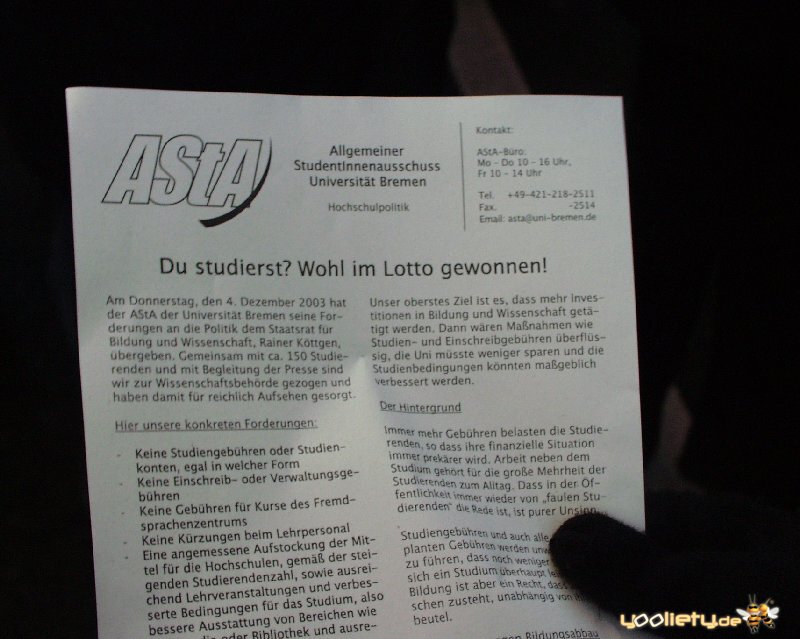 AStA
Allgemeiner
StudentInnenausschuss
Universität Bremen
Hochschulpolitik
Kontakt:
AStA-Büro:
Mo - Do 10 - 16 Uhr,
Fr 10 - 14 Uhr
Tel. +49-421-218-2511
Fax. -2514
Email: asta@uni-bremen.de
Du studierst? Wohl im Lotto gewonnen!
Am Donnerstag, den 4. Dezember 2003 hat
der AStA der Universität Bremen seine For-
derungen an die Politik dem Staatsrat für
Bildung und Wissenschaft, Rainer Köttgen,
übergeben. Gemeinsam mit ca. 150 Studie-
renden und mit Begleitung der Presse sind
wir zur Wissenschaftsbehörde gezogen und
haben damit für reichlich Aufsehen gesorgt.
Hier unsere konkreten Forderungen:
- Keine Studiengebühren oder Studien-
konten, egal in welcher Form
- Keine Einschreib- oder Verwaltungsge-
bühren
- Keine Gebühren für Kurse des Fremd-
sprachenzentrums
- Keine Kürzungen beim Lehrpersonal
- Eine angemessene Aufstockung der Mit-
tel für die Hochschulen, gemäß der stei-
genden Studierendenzahl, sowie ausrei-
chend Lehrveranstaltungen und verbes-
serte Bedingungen für das Studium, also
bessere Ausstattung von Bereichen wie
oder Bibliothek und ausre-
Unser oberstes Ziel ist es, dass mehr Inves-
titionen in Bildung und Wissenschaft getä-
tigt werden. Dann wären Maßnahmen wie
Studien- und Einschreibgebühren überflüs-
sig, die Uni müsste weniger sparen und die
Studienbedingungen könnten maßgeblich
verbessert werden.
Der Hintergrund
Immer mehr Gebühren belasten die Studie-
renden, so dass ihre finanzielle Situation
immer prekärer wird. Arbeit neben dem
Studium gehört für die große Mehrheit der
Studierenden zum Alltag. Dass in der Öf-
fentlichkeit immer wieder von „faulen Stu-
dierenden" die Rede ist, ist purer Unsinn.
Studiengebühren und auch alle
planten Gebühren werden
zu führen, dass noch weniger
sich ein Studium überhaupt
Bildung ist aber ein Recht,
schen zusteht, unabhängig von
beutel.
Bildungsabbau
yooliety.de